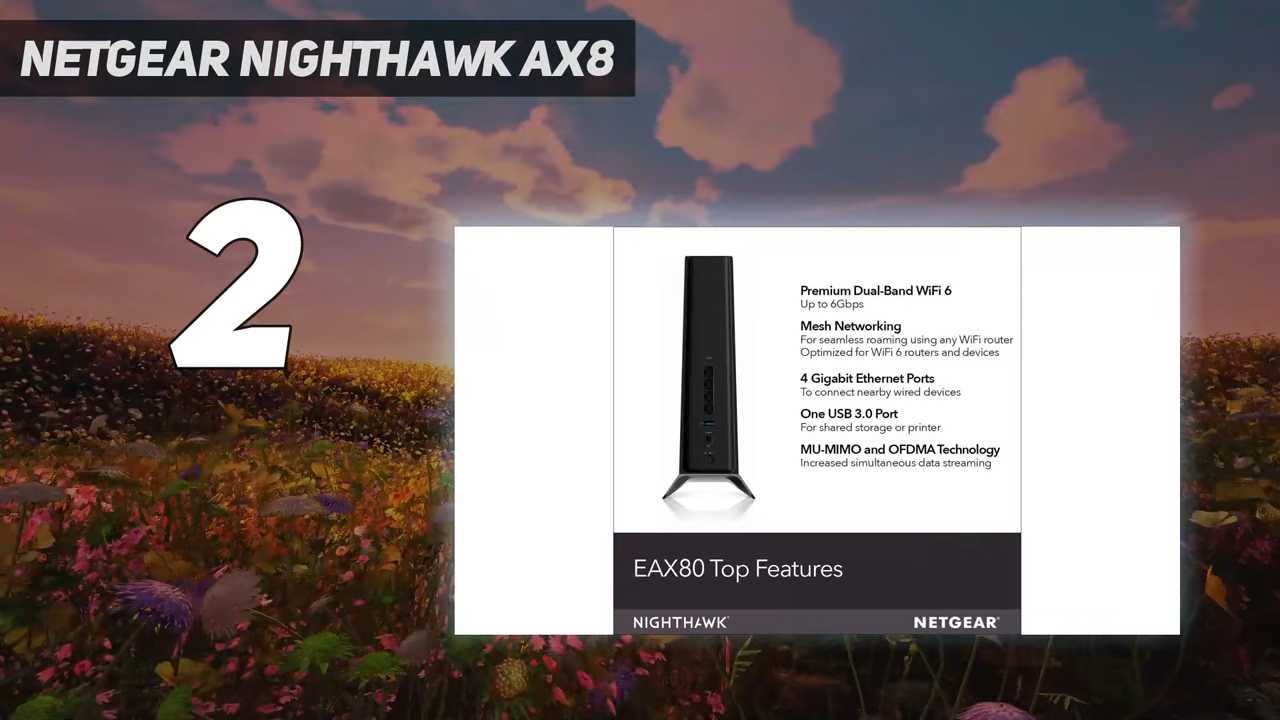 NETGEAR NIGHTHAWK AX8
2
Premium Dual-Band WiFi 6
Up to 6Gbps
Mesh Networking
For seamless roaming using any WiFi router
Optimized for WiFi 6 routers and devices
4 Gigabit Ethernet Ports
To connect nearby wired devices
One USB 3.0 Port
For shared storage or printer
MU-MIMO and OFDMA Technology
Increased simultaneous data streaming
EAX80 Top Features
NIGHTHAWK
NETGEAR